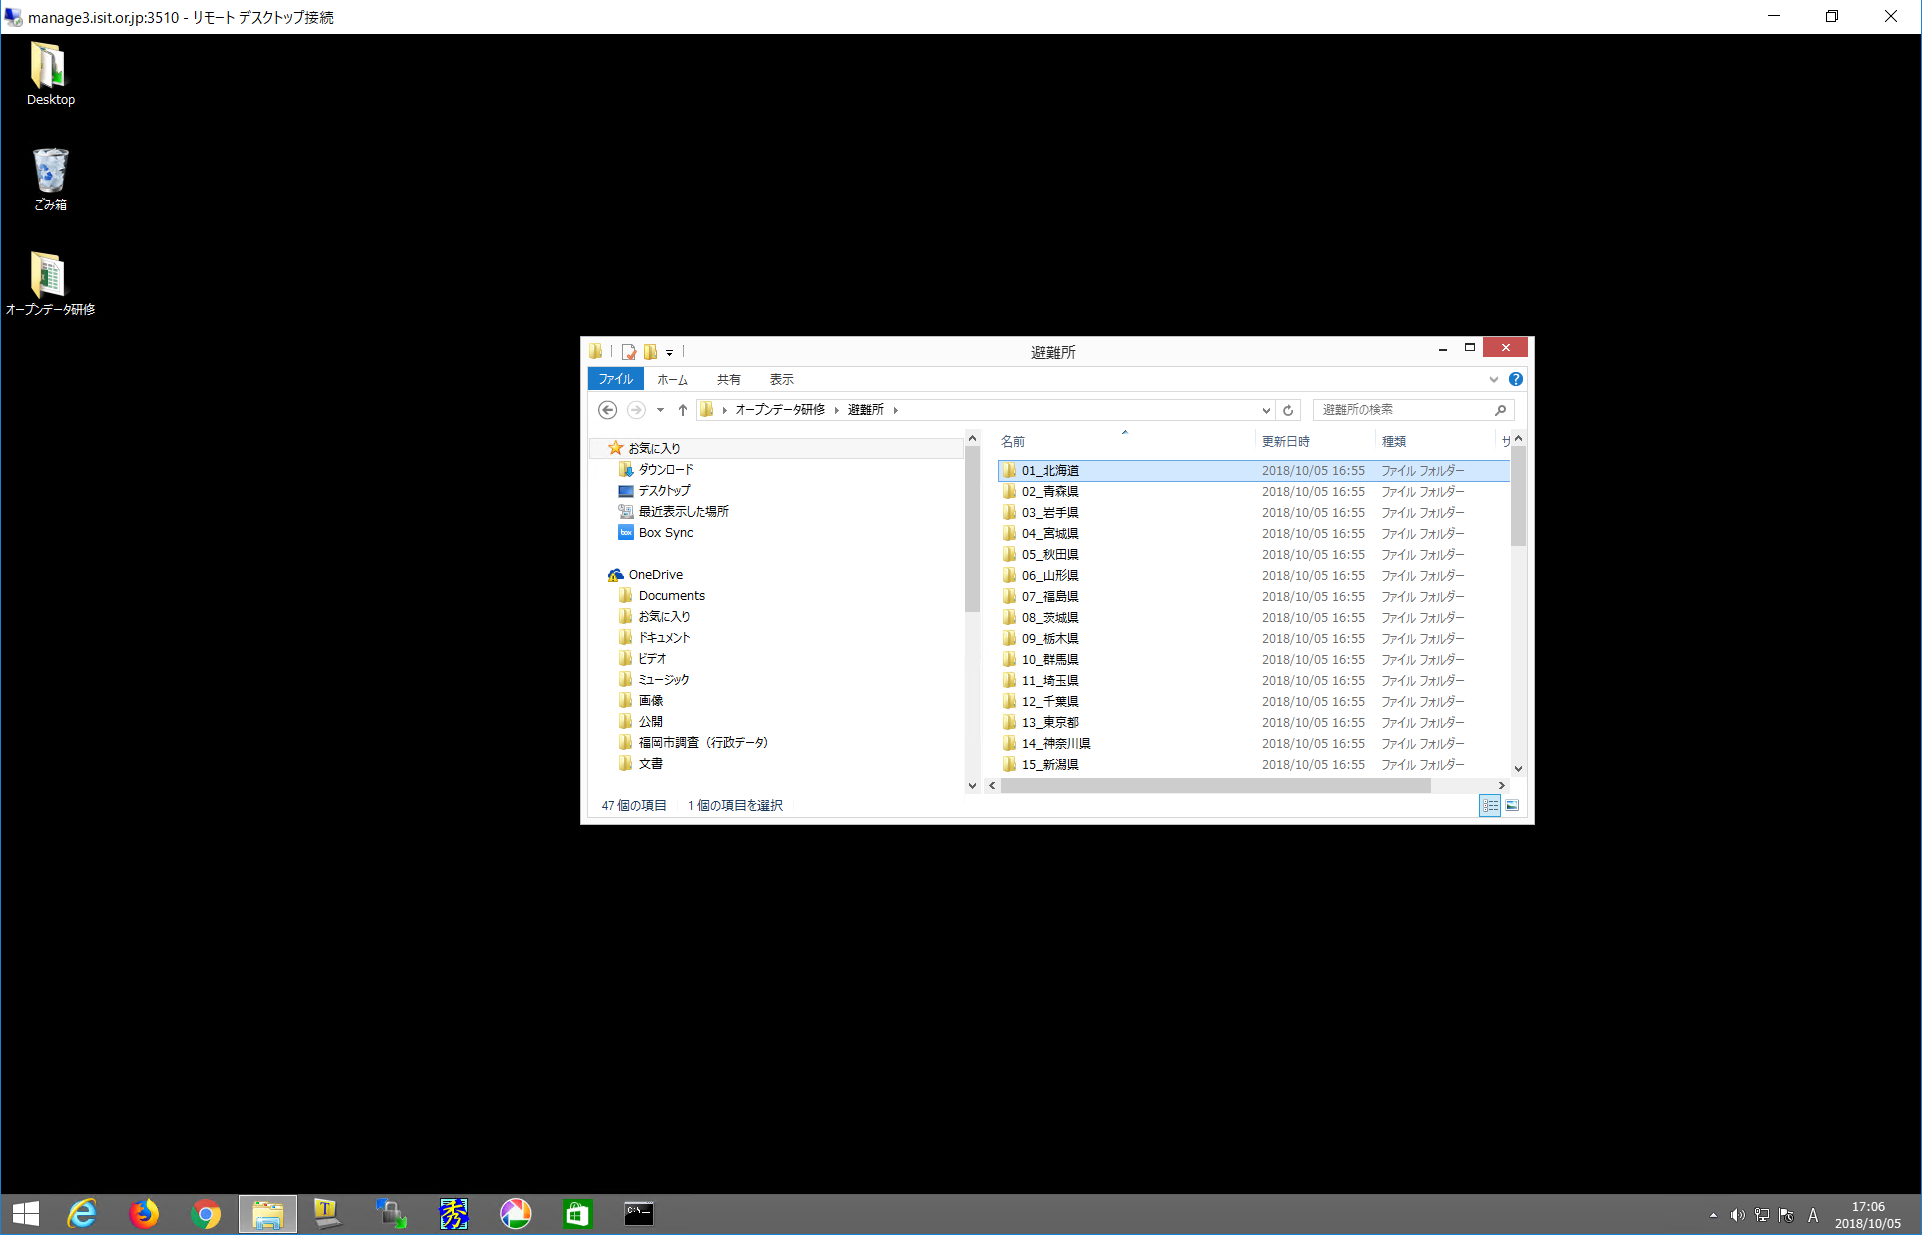 manage3.isit.or.jp:3510 - リモート デスクトップ接続
Desktop
ごみ箱
オープンデータ研修
避難所
ファイル ホーム 共有 表示
オープンデータ研修 避難所 避難所の検索
お気に入り
ダウンロード
デスクトップ
最近表示した場所
Box Sync
OneDrive
Documents
お気に入り
ドキュメント
ビデオ
ミュージック
画像
公開
福岡市調査（行政データ）
文書
名前 更新日時 種類 サ
01_北海道 2018/10/05 16:55 ファイル フォルダー
02_青森県 2018/10/05 16:55 ファイル フォルダー
03_岩手県 2018/10/05 16:55 ファイル フォルダー
04_宮城県 2018/10/05 16:55 ファイル フォルダー
05_秋田県 2018/10/05 16:55 ファイル フォルダー
06_山形県 2018/10/05 16:55 ファイル フォルダー
07_福島県 2018/10/05 16:55 ファイル フォルダー
08_茨城県 2018/10/05 16:55 ファイル フォルダー
09_栃木県 2018/10/05 16:55 ファイル フォルダー
10_群馬県 2018/10/05 16:55 ファイル フォルダー
11_埼玉県 2018/10/05 16:55 ファイル フォルダー
12_千葉県 2018/10/05 16:55 ファイル フォルダー
13_東京都 2018/10/05 16:55 ファイル フォルダー
14_神奈川県 2018/10/05 16:55 ファイル フォルダー
15_新潟県 2018/10/05 16:55 ファイル フォルダー
47 個の項目 1 個の項目を選択
秀
C:\_
A
17:06
2018/10/05